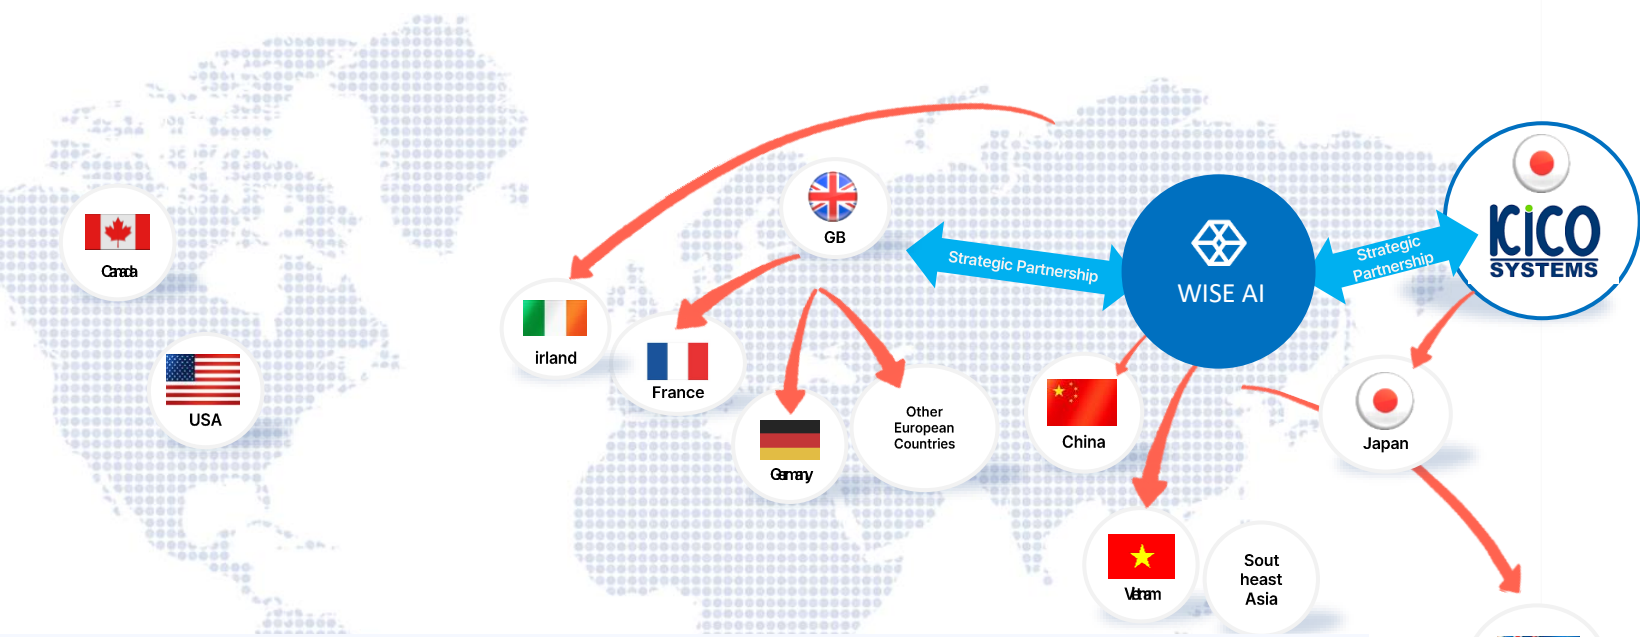 GB
Strategic Partnership
WISE AI
Strategic
Partnership
KiCO
SYSTEMS
Canada
USA
irland
France
Germany
Other
European
Countries
China
Japan
Vietnam
Sout
heast
Asia